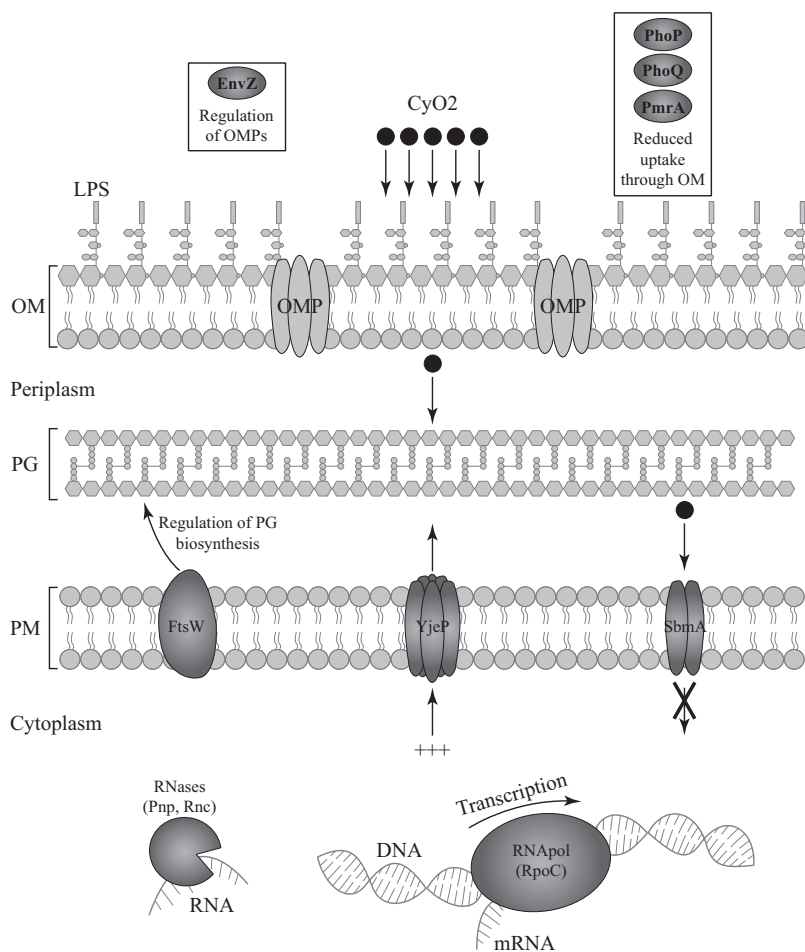 EnvZ
Regulation
of OMPs
CyO2
PhoP
PhoQ
PmrA
Reduced
uptake
through OM
LPS
OM
OMP
OMP
Periplasm
PG
Regulation of PG
biosynthesis
PM
FtsW
YjeP
SbmA
Cytoplasm
+++
RNases
(Pnp, Rnc)
RNA
Transcription
DNA
RNApol
(RpoC)
mRNA